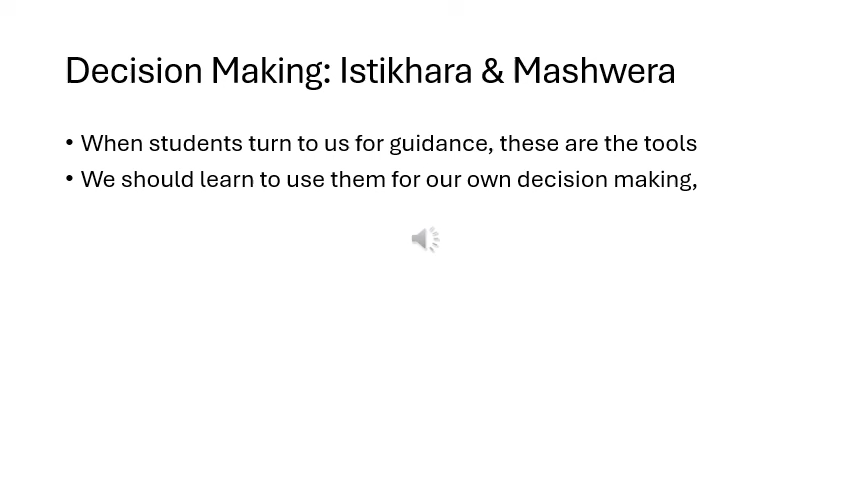 Decision Making: Istikhara & Mashwera
• When students turn to us for guidance, these are the tools
• We should learn to use them for our own decision making,